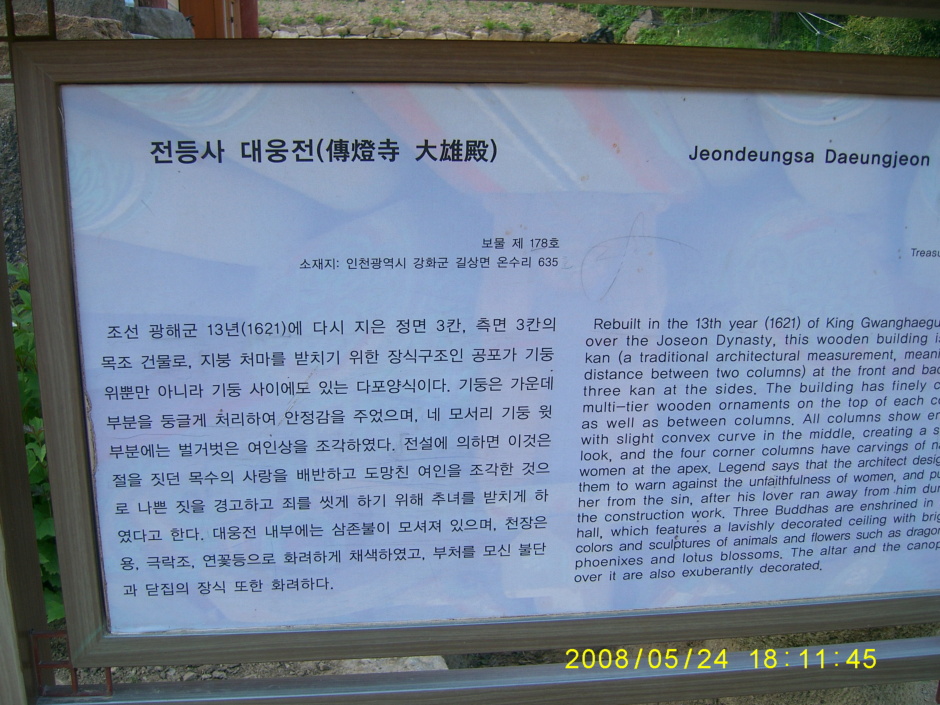 전등사 대웅전(傳燈寺 大雄殿)
보물 제 178호
소재지: 인천광역시 강화군 길상면 온수리 635
조선 광해군 13년(1621)에 다시 지은 정면 3칸, 측면 3칸의
목조 건물로, 지붕 처마를 받치기 위한 장식구조인 공포가 기둥
위뿐만 아니라 기둥 사이에도 있는 다포양식이다. 기둥은 가운데
부분을 둥글게 처리하여 안정감을 주었으며, 네 모서리 기둥 윗
부분에는 벌거벗은 여인상을 조각하였다. 전설에 의하면 이것은
절을 짓던 목수의 사랑을 배반하고 도망친 여인을 조각한 것으
로 나쁜 짓을 경고하고 죄를 씻게 하기 위해 추녀를 받치게 하
였다고 한다. 대웅전 내부에는 삼존불이 모셔져 있으며, 천장은
용, 극락조, 연꽃등으로 화려하게 채색하였고, 부처를 모신 불단
과 닫집의 장식 또한 화려하다.
Jeondeungsa Daeungjeon
Rebuilt in the 13th year (1621) of King
over the Joseon Dynasty, this wooden building
kan (a traditional architectural measurement,
distance between two columns) at the front and
three kan at the sides. The building has finely
multi-tier wooden ornaments on the top of each
as well as between columns. All columns show
with slight convex curve in the middle, creating a
look, and the four corner columns have carvings of
women at the apex. Legend says that the architect
them to warn against the unfaithfulness of women, and
her from the sin, after his lover ran away from him
the construction work. Three Buddhas are enshrined in
hall, which features a lavishly decorated ceiling with
colors and sculptures of animals and flowers such as
phoenixes and lotus blossoms. The altar and the
over it are also exuberantly decorated.
2008/05/24 18:11:45